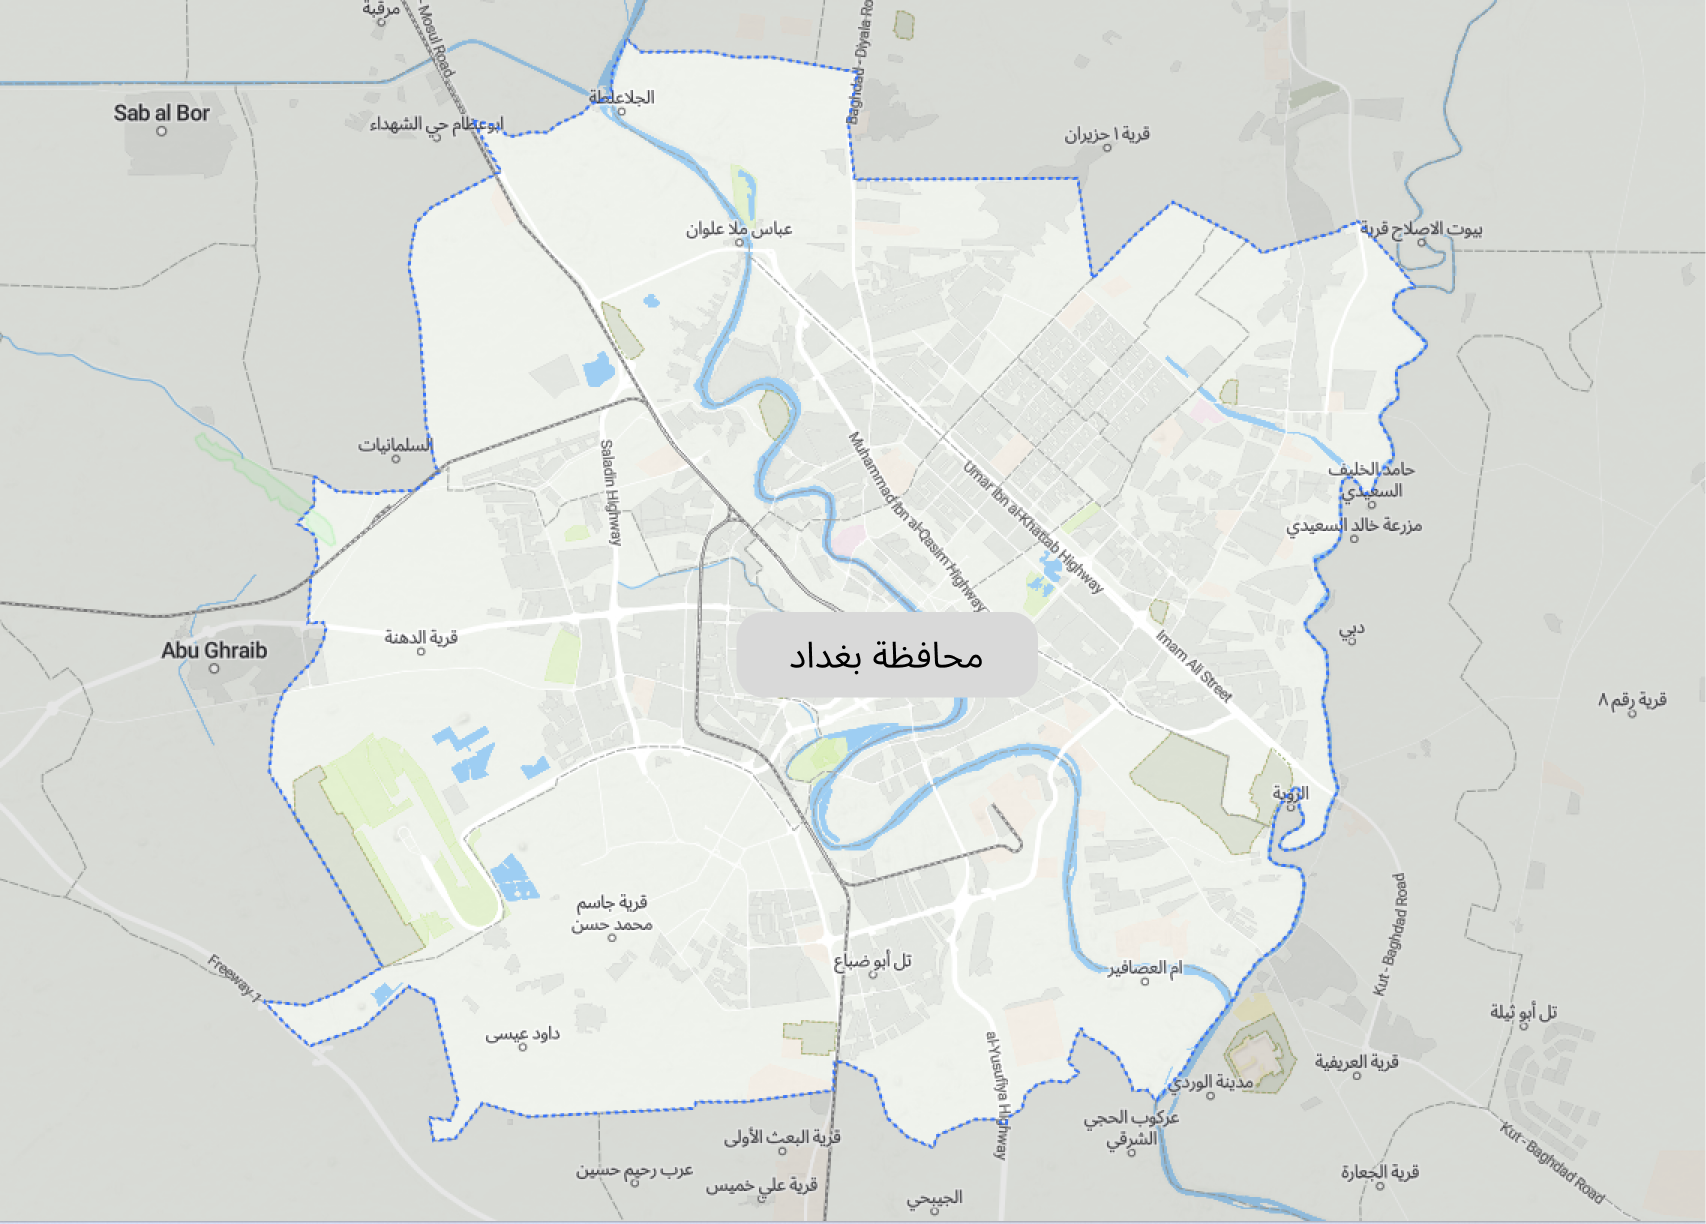 مرقبة
- Mosul Road
Baghdad - Diyala Ro
Sab al Bor
الجلاعلطة
ابوعظام حي الشهداء
قرية ١ حزيران
عباس ملا علوان
بيوت الاصلاح قرية
السلمانيات
Saladin Highway
Muhammad ibn al-Qasim Highway
Umar ibn al-Khattab Highway
حامد الخليف
السعيدي
مزرعة خالد السعيدي
Abu Ghraib
قرية الدهنة
محافظة بغداد
Imam Ali Street
دبي
قرية رقم ٨
الزوية
قرية جاسم
محمد حسن
تل أبو ضباع
ام العصافير
Kut - Baghdad Road
Freeway 1
داود عيسى
al-Yusufiya Highway
تل أبو ثيلة
قرية العريفية
مدينة الوردي
عركوب الحجي
الشرقي
قرية البعث الأولى
عرب رحيم حسين
قرية علي خميس
الجبيجي
قرية الجعارة
Kut - Baghdad Road